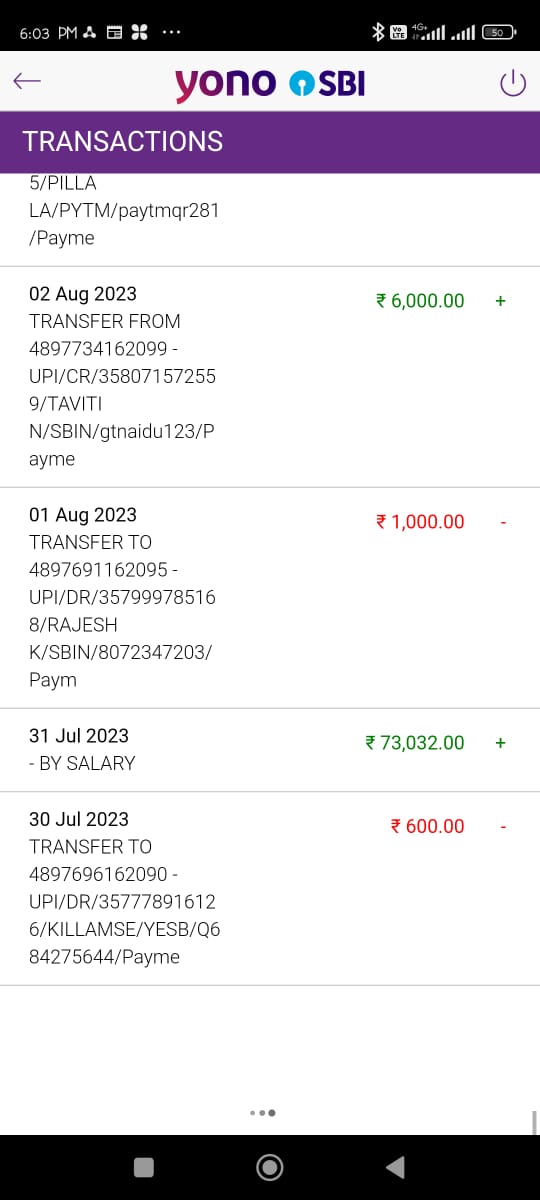 6:03 PM
Vo LTE 4G+ 50
yono SBI
TRANSACTIONS
5/PILLA
LA/PYTM/paytmqr281
/Payme
02 Aug 2023
₹ 6,000.00 +
TRANSFER FROM
4897734162099 -
UPI/CR/35807157255
9/TAVITI
N/SBIN/gtnaidu123/P
ayme
01 Aug 2023
₹ 1,000.00 -
TRANSFER TO
4897691162095 -
UPI/DR/35799978516
8/RAJESH
K/SBIN/8072347203/
Paym
31 Jul 2023
₹ 73,032.00 +
- BY SALARY
30 Jul 2023
₹ 600.00 -
TRANSFER TO
4897696162090 -
UPI/DR/35777891612
6/KILLAMSE/YESB/Q6
84275644/Payme